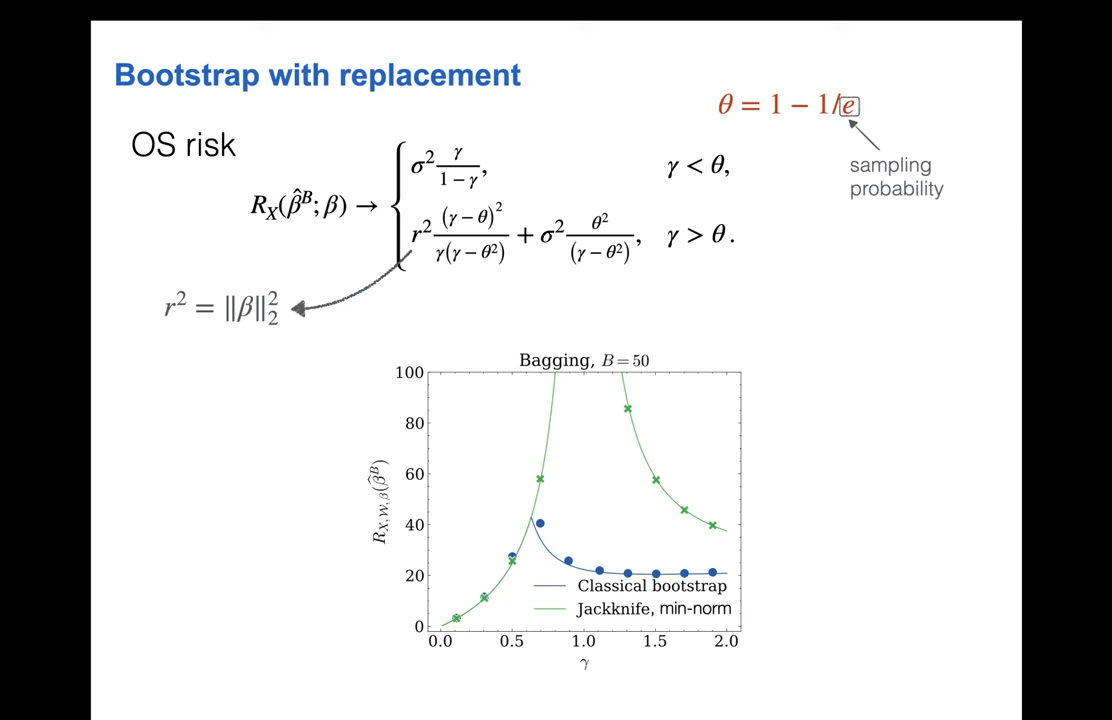 Bootstrap with replacement
θ = 1 − 1/e
sampling
probability
OS risk
R_X(β̂^B; β) → { σ² γ/(1 − γ), γ < θ,
r² (γ − θ)²/(γ(γ − θ²)) + σ² θ²/((γ − θ²)), γ > θ.
r² = ||β||₂²
Bagging, B = 50
100
80
60
40
20
0
R_{X,𝒲,β}(β̂^B)
Classical bootstrap
Jackknife, min-norm
0.0 0.5 1.0 1.5 2.0
γ